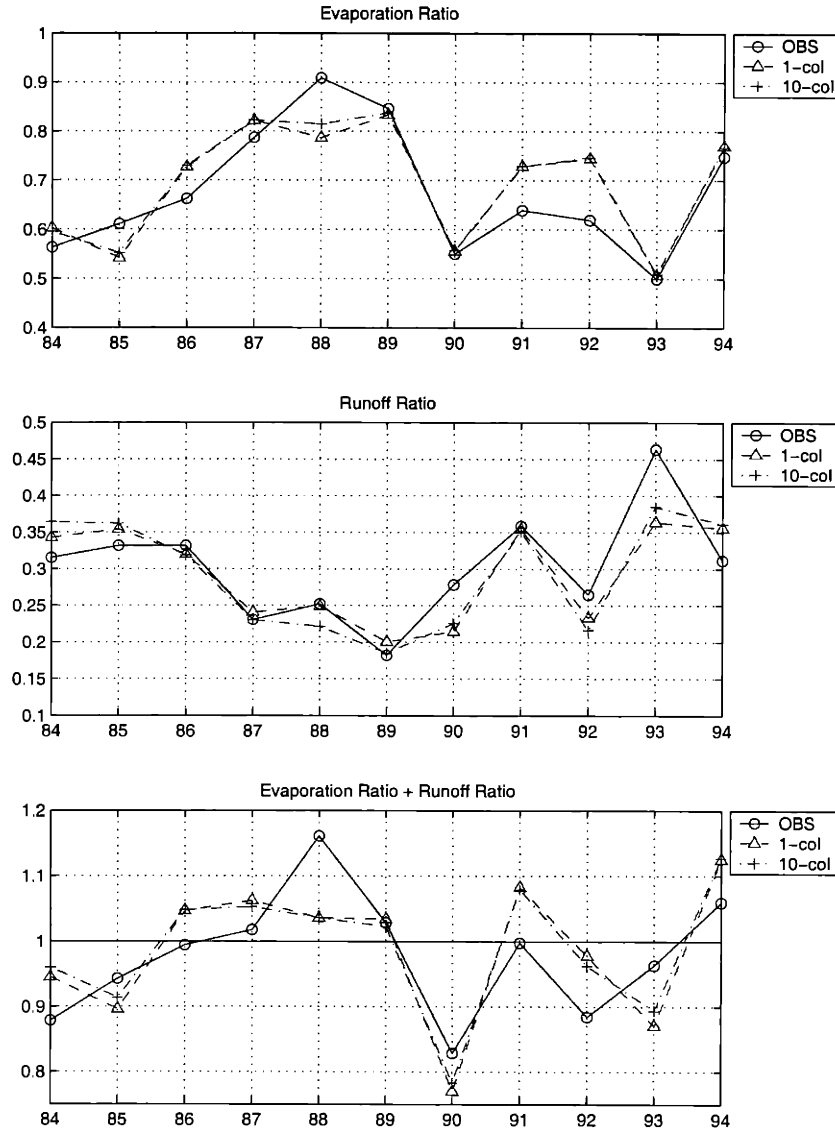 Evaporation Ratio
1
0.9
0.8
0.7
0.6
0.5
0.4
84 85 86 87 88 89 90 91 92 93 94
OBS
1-col
10-col
Runoff Ratio
0.5
0.45
0.4
0.35
0.3
0.25
0.2
0.15
0.1
84 85 86 87 88 89 90 91 92 93 94
OBS
1-col
10-col
Evaporation Ratio + Runoff Ratio
1.2
1.1
1
0.9
0.8
84 85 86 87 88 89 90 91 92 93 94
OBS
1-col
10-col